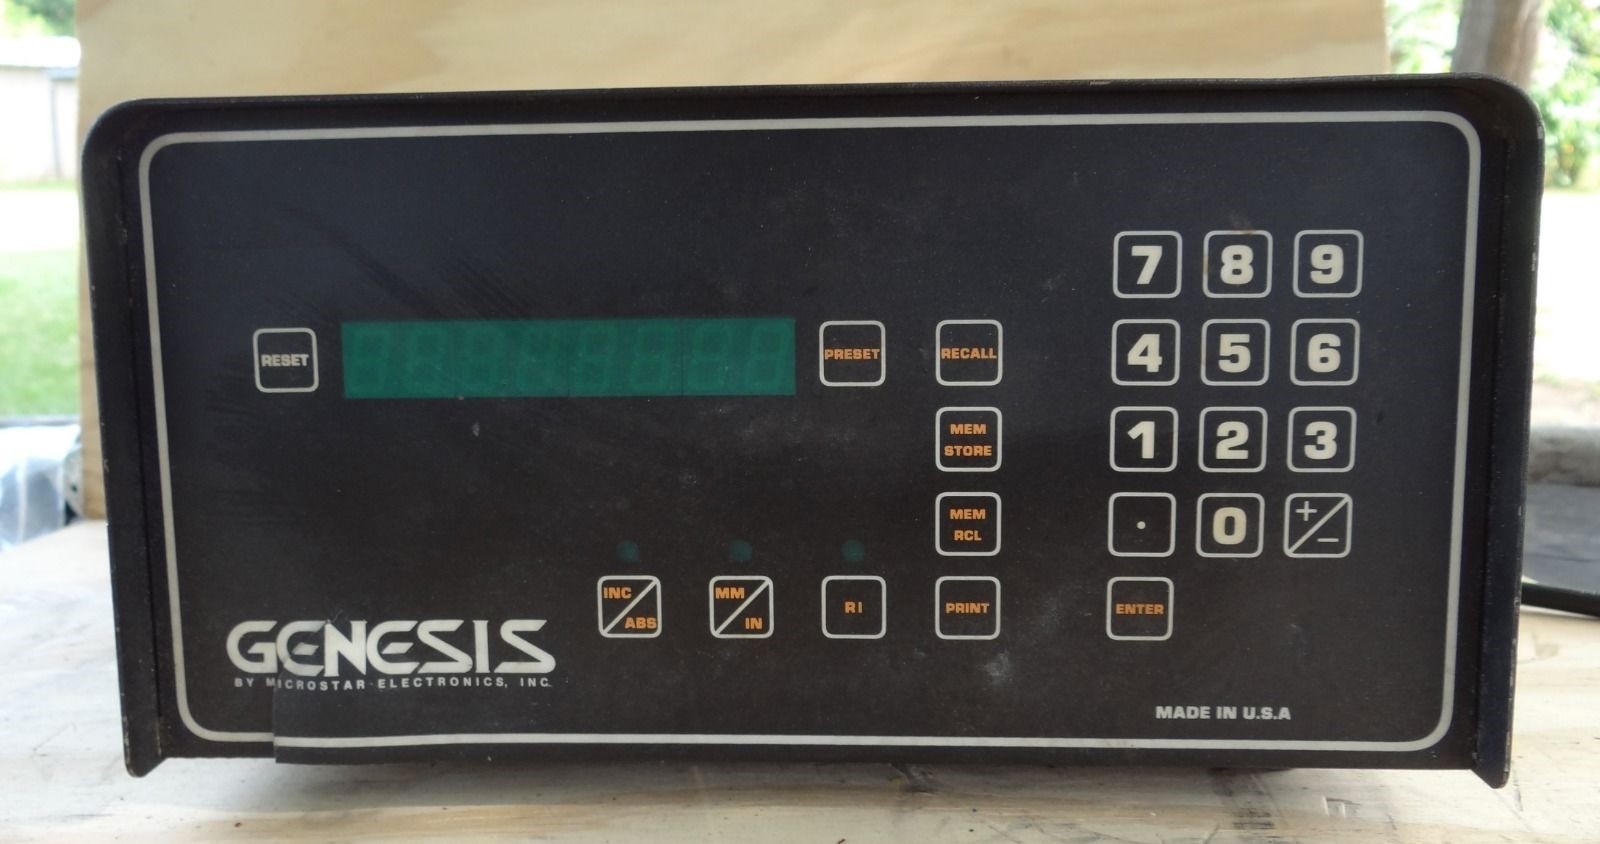 7 8 9
RESET PRESET RECALL 4 5 6
MEM
STORE
1 2 3
MEM
RCL
. 0 +/-
INC/ABS MM/IN RI PRINT ENTER
GENESIS
BY MICROSTAR ELECTRONICS, INC.
MADE IN U.S.A